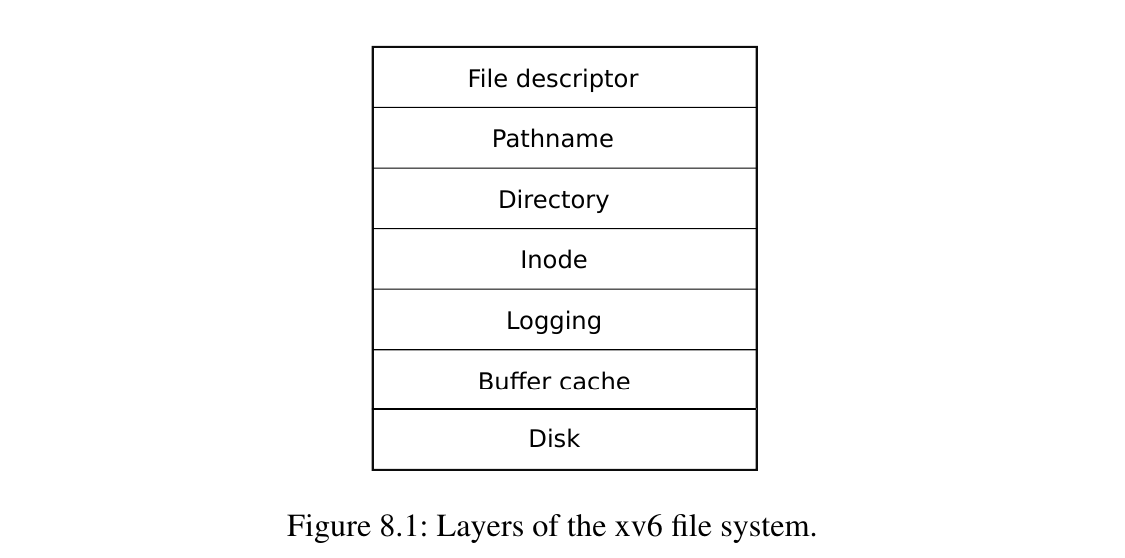 File descriptor
Pathname
Directory
Inode
Logging
Buffer cache
Disk
Figure 8.1: Layers of the xv6 file system.